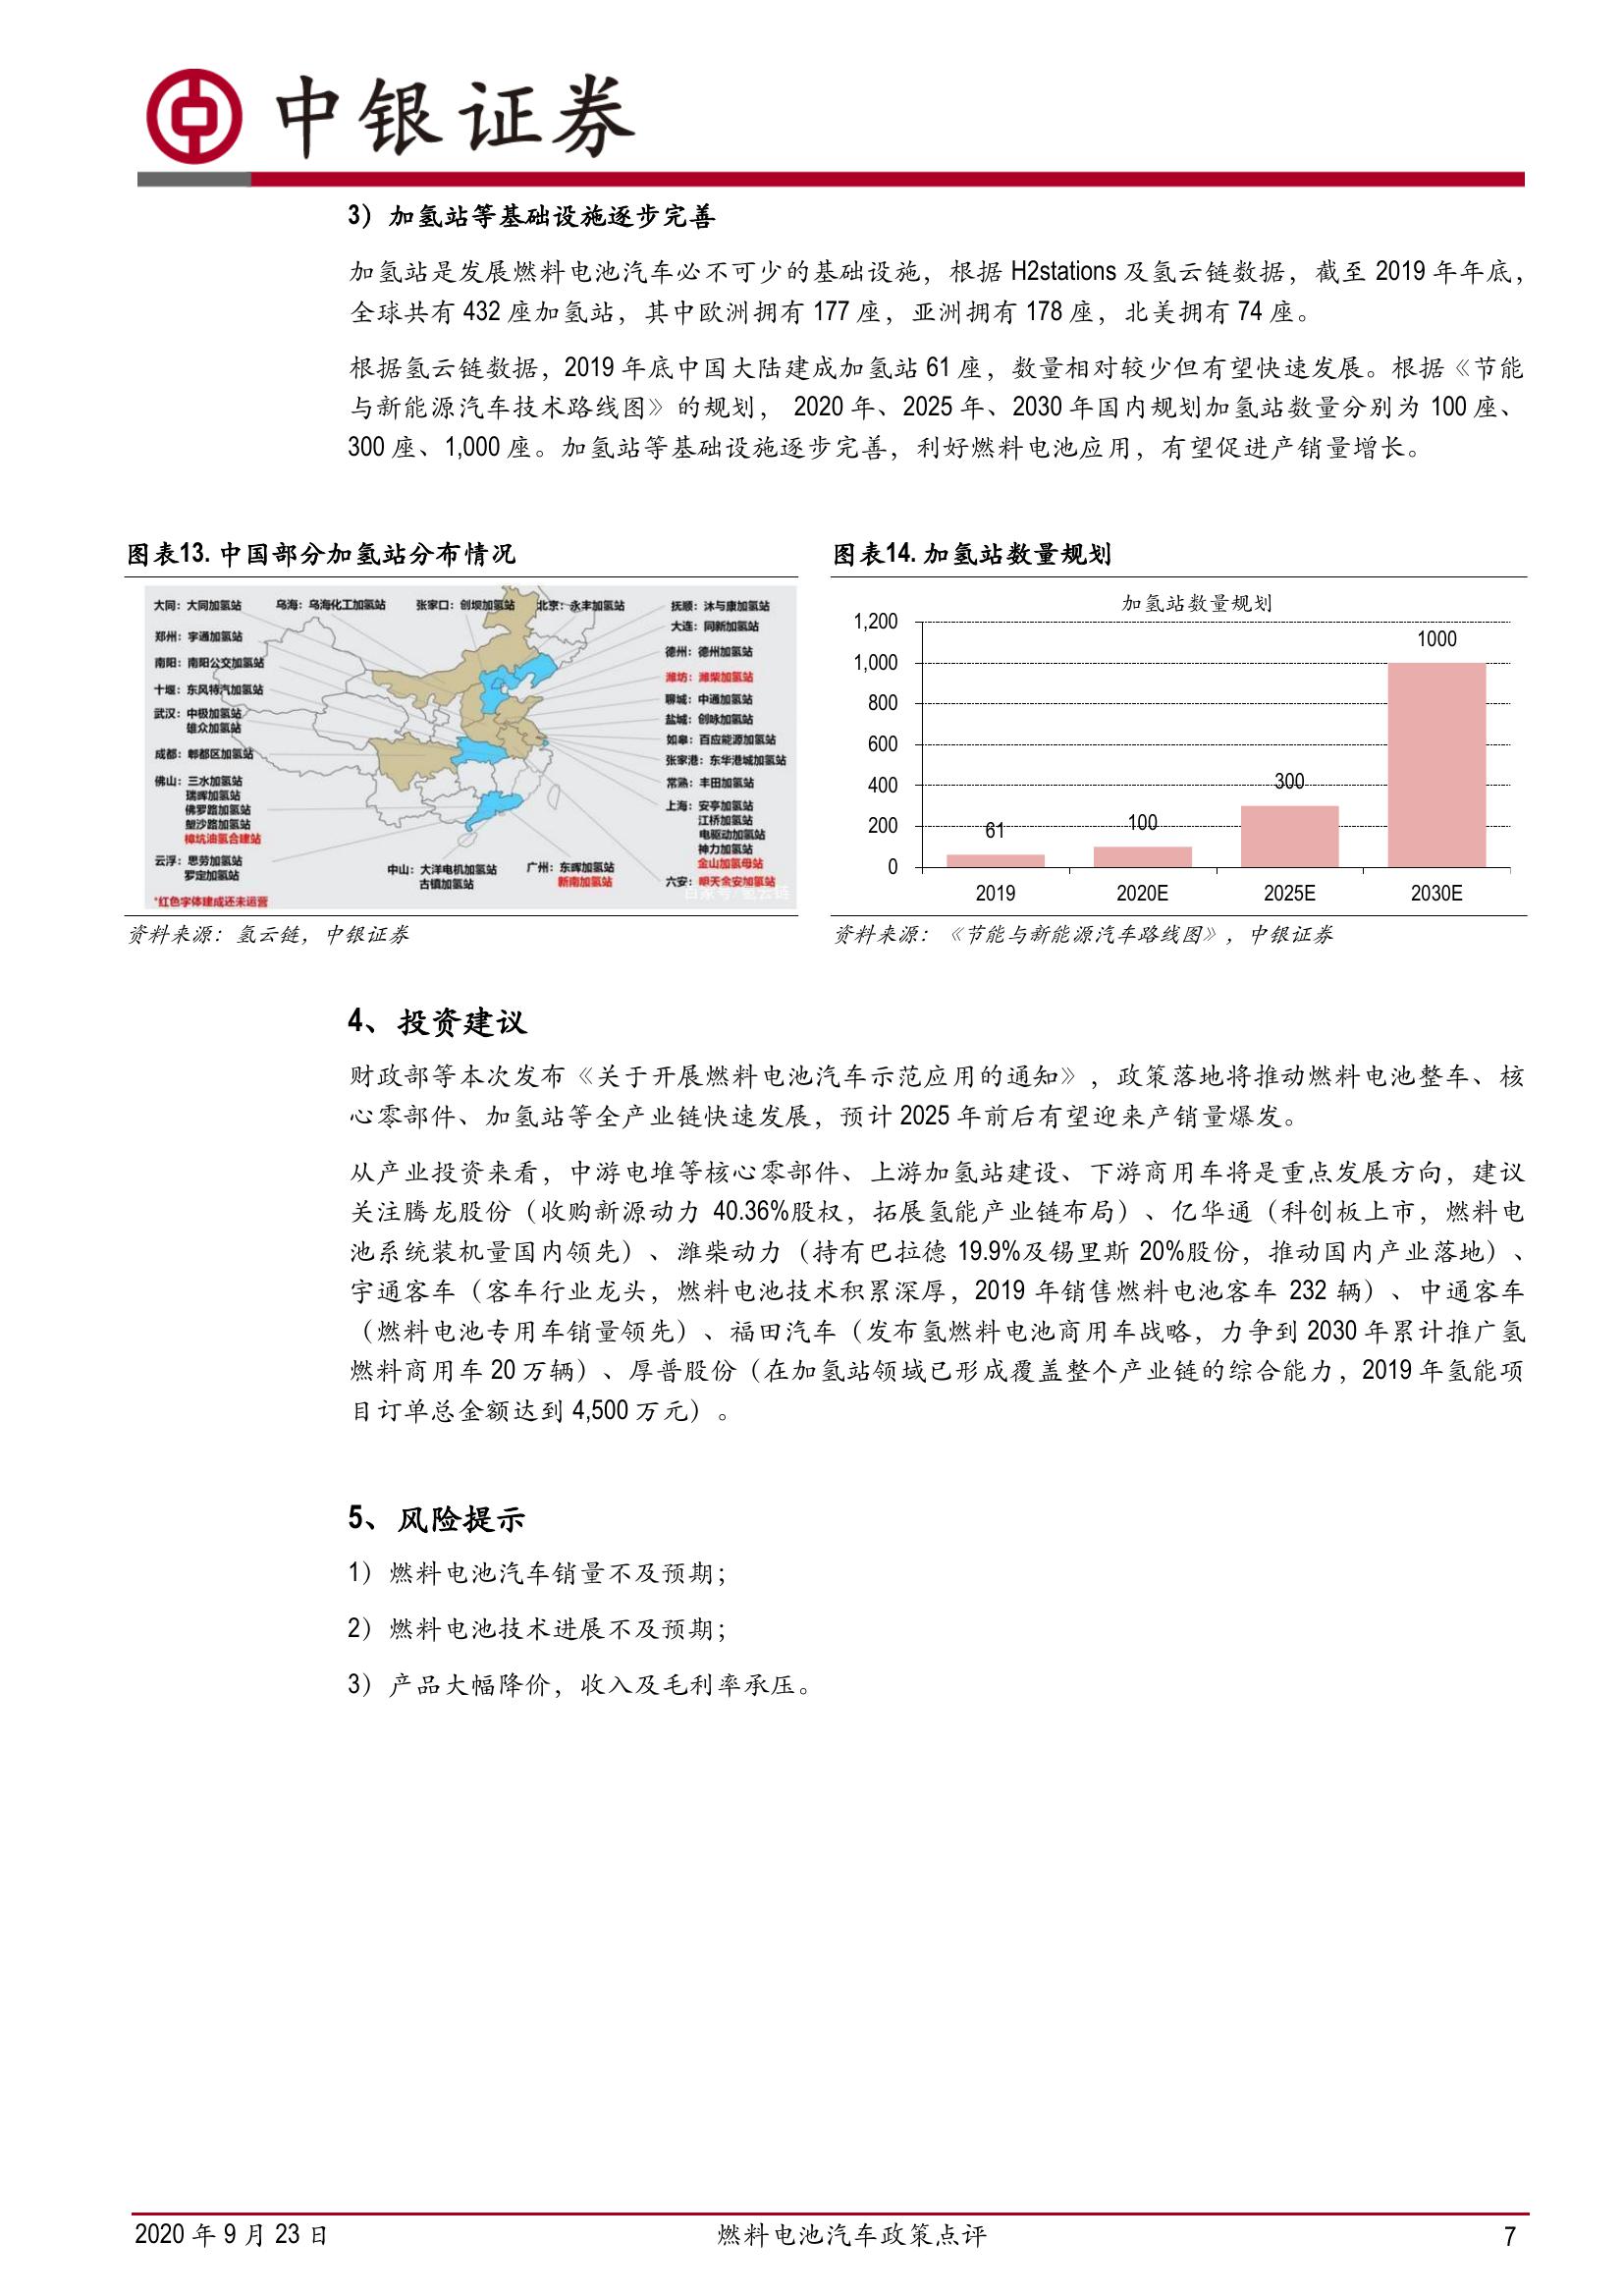 中银证券
3）加氢站等基础设施逐步完善
加氢站是发展燃料电池汽车必不可少的基础设施，根据 H2stations 及氢云链数据，截至 2019 年年底，
全球共有 432 座加氢站，其中欧洲拥有 177 座，亚洲拥有 178 座，北美拥有 74 座。
根据氢云链数据，2019 年底中国大陆建成加氢站 61 座，数量相对较少但有望快速发展。根据《节能
与新能源汽车技术路线图》的规划， 2020 年、2025 年、2030 年国内规划加氢站数量分别为 100 座、
300 座、1,000 座。加氢站等基础设施逐步完善，利好燃料电池应用，有望促进产销量增长。
图表13. 中国部分加氢站分布情况
大同：大同加氢站
乌海：乌海化工加氢站
张家口：创坝加氢站
北京：永丰加氢站
郑州：宇通加氢站
南阳：南阳公交加氢站
十堰：东风特汽加氢站
武汉：中极加氢站
雄众加氢站
成都：郫都区加氢站
佛山：三水加氢站
瑞晖加氢站
佛罗路加氢站
塱沙路加氢站
樟坑油氢合建站
云浮：思劳加氢站
罗定加氢站
*红色字体建成还未运营
中山：大洋电机加氢站
古镇加氢站
广州：东晖加氢站
新南加氢站
抚顺：沐与康加氢站
大连：同新加氢站
德州：德州加氢站
潍坊：潍柴加氢站
聊城：中通加氢站
盐城：创咏加氢站
如皋：百应能源加氢站
张家港：东华港城加氢站
常熟：丰田加氢站
上海：安亭加氢站
江桥加氢站
电驱动加氢站
神力加氢站
金山加氢母站
六安：明天金安加氢站
百家号/氢云链
资料来源：氢云链，中银证券
图表14. 加氢站数量规划
加氢站数量规划
1,200
1,000
800
600
400
200
0
61
100
300
1000
2019
2020E
2025E
2030E
资料来源：《节能与新能源汽车路线图》，中银证券
4、投资建议
财政部等本次发布《关于开展燃料电池汽车示范应用的通知》，政策落地将推动燃料电池整车、核
心零部件、加氢站等全产业链快速发展，预计 2025 年前后有望迎来产销量爆发。
从产业投资来看，中游电堆等核心零部件、上游加氢站建设、下游商用车将是重点发展方向，建议
关注腾龙股份（收购新源动力 40.36%股权，拓展氢能产业链布局）、亿华通（科创板上市，燃料电
池系统装机量国内领先）、潍柴动力（持有巴拉德 19.9%及锡里斯 20%股份，推动国内产业落地）、
宇通客车（客车行业龙头，燃料电池技术积累深厚，2019 年销售燃料电池客车 232 辆）、中通客车
（燃料电池专用车销量领先）、福田汽车（发布氢燃料电池商用车战略，力争到 2030 年累计推广氢
燃料商用车 20 万辆）、厚普股份（在加氢站领域已形成覆盖整个产业链的综合能力，2019 年氢能项
目订单总金额达到 4,500 万元）。
5、风险提示
1）燃料电池汽车销量不及预期；
2）燃料电池技术进展不及预期；
3）产品大幅降价，收入及毛利率承压。
2020 年 9 月 23 日
燃料电池汽车政策点评
7